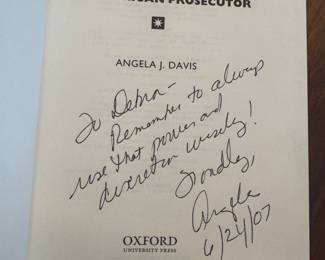 AMERICAN PROSECUTOR
ANGELA J. DAVIS
To Debra–
Remember to always
use that power and
discretion wisely!
Fondly,
Angela
6/24/07
OXFORD
UNIVERSITY PRESS